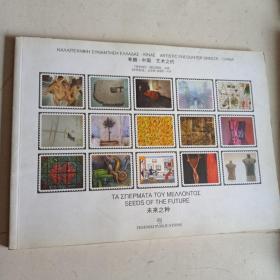 ΚΑΛΛΙΤΕΧΝΙΚΗ ΣΥΝΑΝΤΗΣΗ ΕΛΛΑΔΑΣ - ΚΙΝΑΣ ARTISTIC ENCOUNTER GREECE - CHINA
希腊·中国 艺术之约
ΤΑ ΣΠΕΡΜΑΤΑ ΤΟΥ ΜΕΛΛΟΝΤΟΣ
SEEDS OF THE FUTURE
未来之种